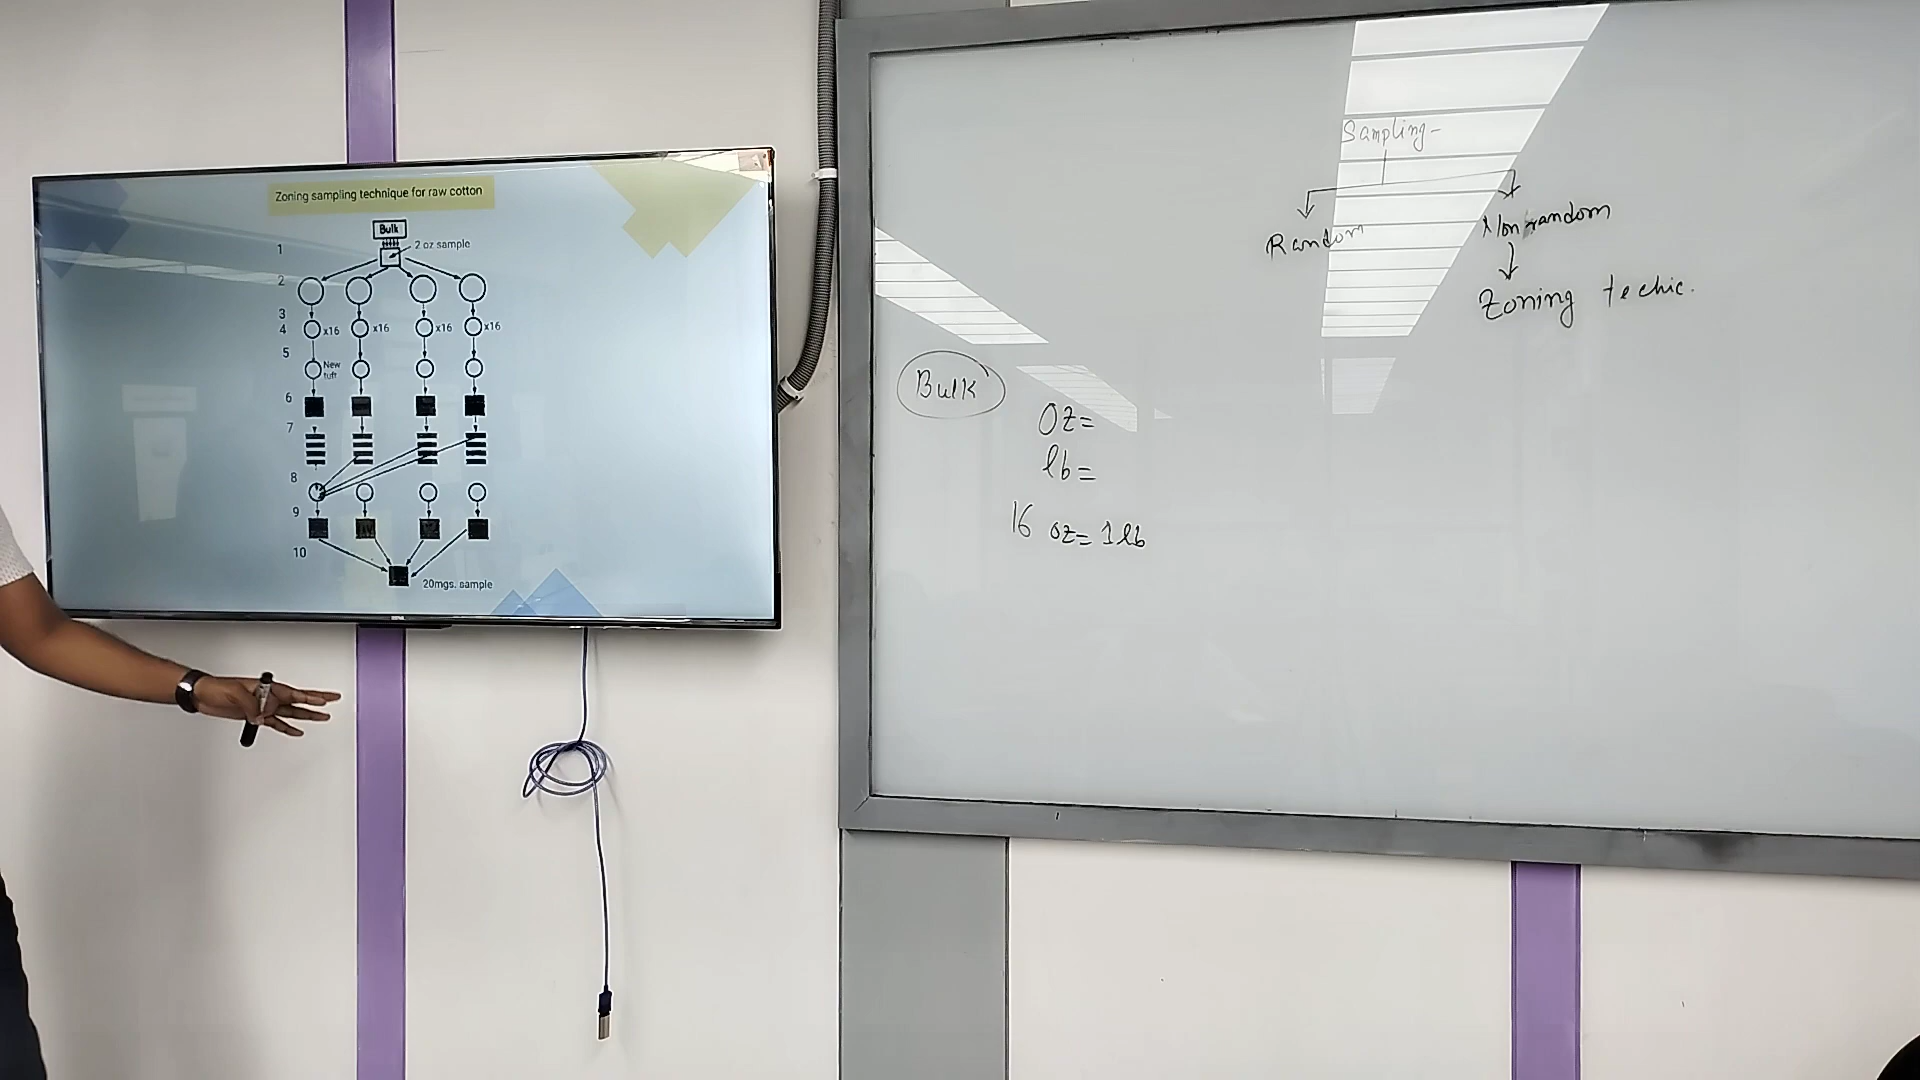 Zoning sampling technique for raw cotton
Bulk
1
2 oz sample
2
3
4
x16 x16 x16 x16
5
New
tuft
6
7
8
9
10
20mgs. sample
Sampling-
Random
Non random
Zoning techic.
Bulk
OZ=
lb=
16 oz= 1 lb